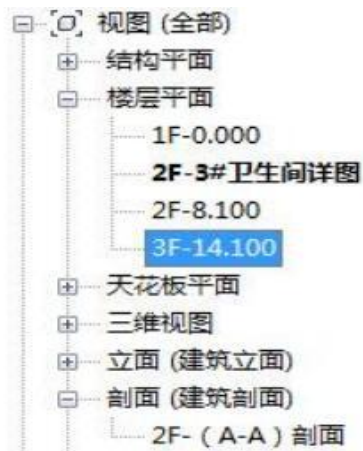 视图 (全部)
结构平面
楼层平面
1F-0.000
2F-3#卫生间详图
2F-8.100
3F-14.100
天花板平面
三维视图
立面 (建筑立面)
剖面 (建筑剖面)
2F-（A-A）剖面